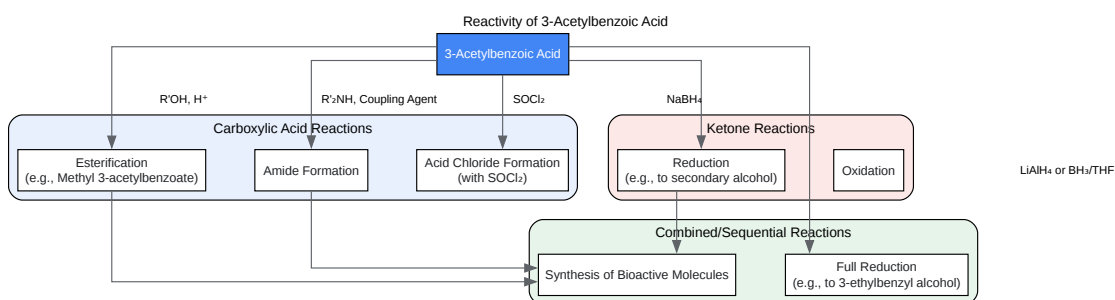 Reactivity of 3-Acetylbenzoic Acid
3-Acetylbenzoic Acid
R'OH, H⁺
R'₂NH, Coupling Agent
SOCl₂
NaBH₄
Carboxylic Acid Reactions
Ketone Reactions
Esterification
(e.g., Methyl 3-acetylbenzoate)
Amide Formation
Acid Chloride Formation
(with SOCl₂)
Reduction
(e.g., to secondary alcohol)
Oxidation
LiAlH₄ or BH₃/THF
Combined/Sequential Reactions
Synthesis of Bioactive Molecules
Full Reduction
(e.g., to 3-ethylbenzyl alcohol)